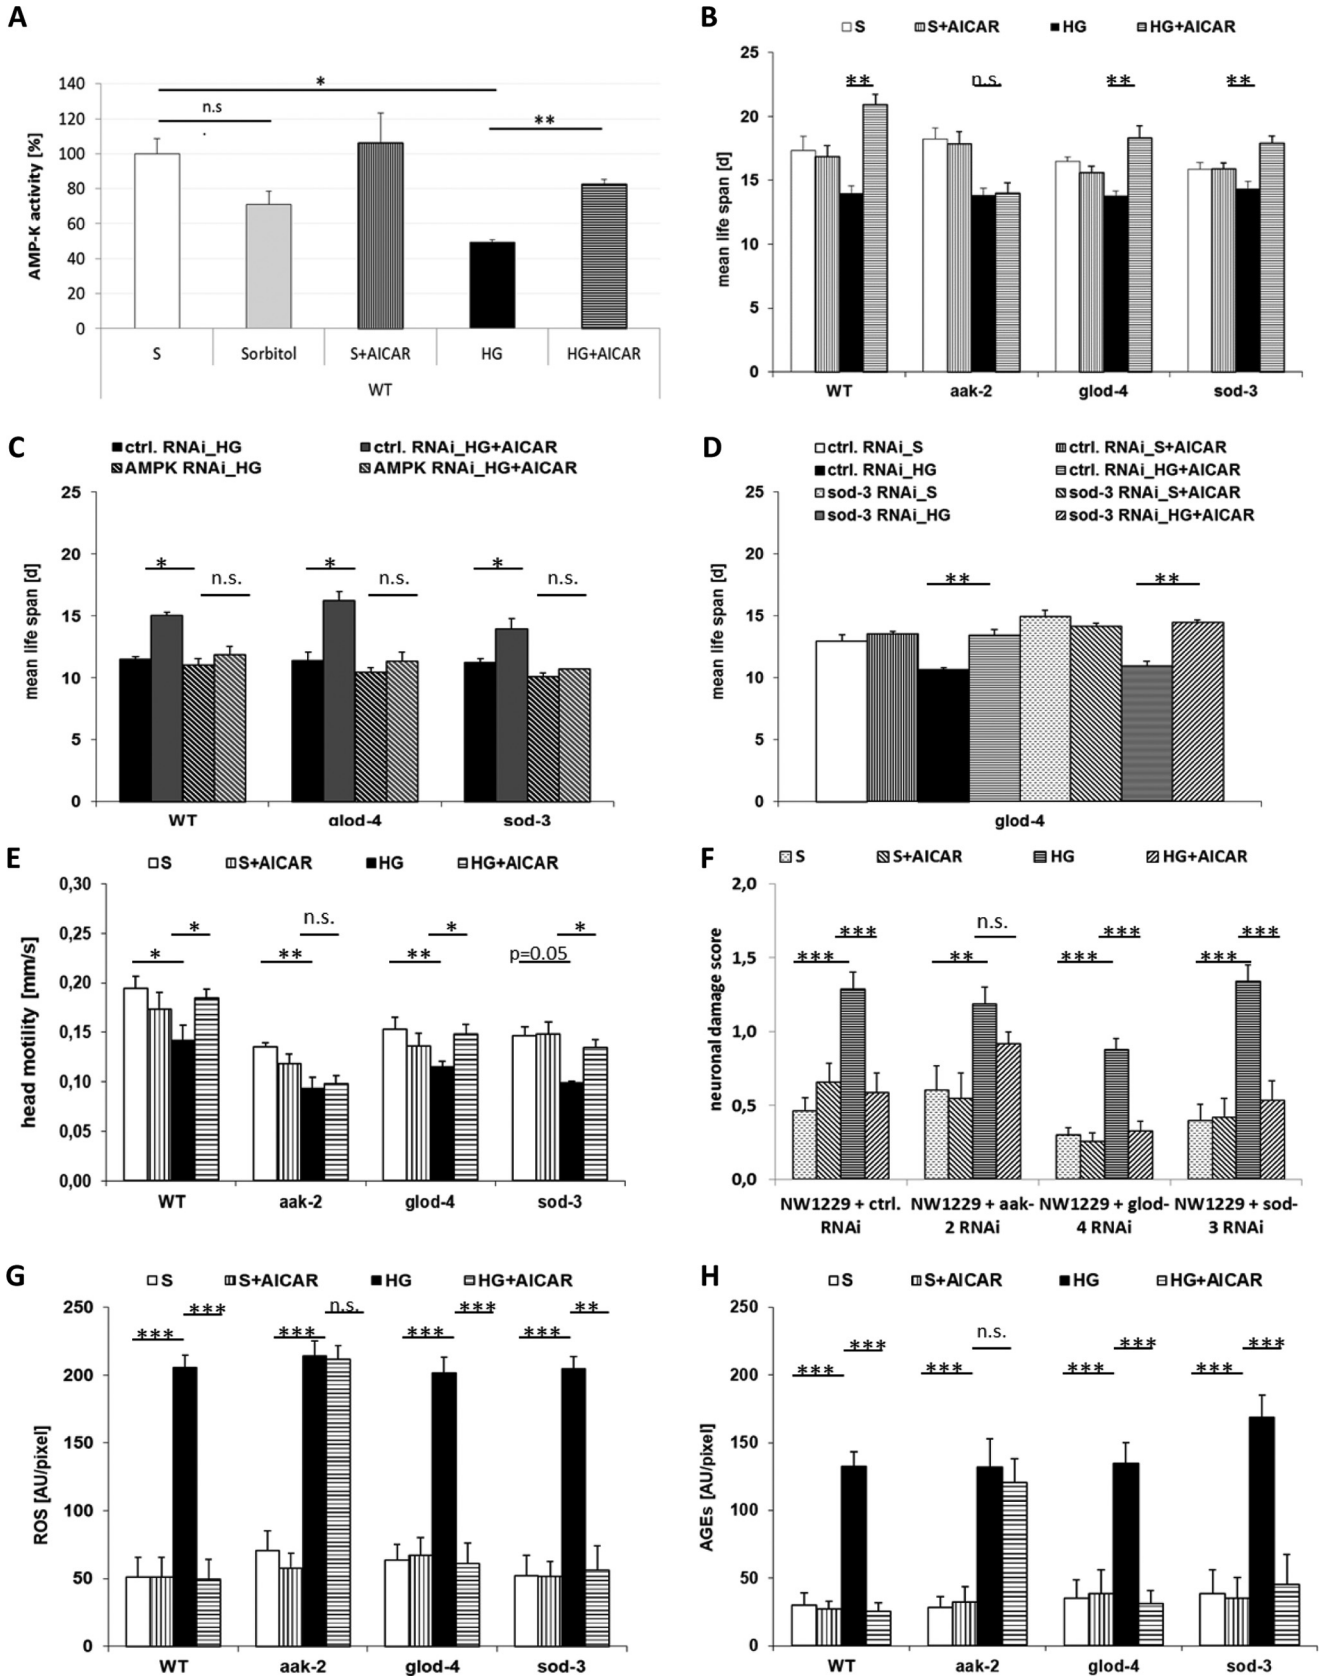 A
AMP-K activity [%]
140
120
100
80
60
40
20
0
*
n.s
**
S
Sorbitol
S+AICAR
HG
HG+AICAR
WT
B
S
S+AICAR
HG
HG+AICAR
mean life span [d]
25
20
15
10
5
0
**
n.s.
**
**
WT
aak-2
glod-4
sod-3
C
ctrl. RNAi_HG
ctrl. RNAi_HG+AICAR
AMPK RNAi_HG
AMPK RNAi_HG+AICAR
mean life span [d]
25
20
15
10
5
0
*
n.s.
*
n.s.
*
n.s.
WT
glod-4
sod-3
D
ctrl. RNAi_S
ctrl. RNAi_S+AICAR
ctrl. RNAi_HG
ctrl. RNAi_HG+AICAR
sod-3 RNAi_S
sod-3 RNAi_S+AICAR
sod-3 RNAi_HG
sod-3 RNAi_HG+AICAR
mean life span [d]
25
20
15
10
5
0
**
**
glod-4
E
S
S+AICAR
HG
HG+AICAR
head motility [mm/s]
0,30
0,25
0,20
0,15
0,10
0,05
0,00
*
*
**
n.s.
**
*
p=0.05
*
WT
aak-2
glod-4
sod-3
F
S
S+AICAR
HG
HG+AICAR
neuronal damage score
2,0
1,5
1,0
0,5
0,0
***
***
**
n.s.
***
***
***
***
NW1229 + ctrl.
RNAi
NW1229 + aak-
2 RNAi
NW1229 + glod-
4 RNAi
NW1229 + sod-
3 RNAi
G
S
S+AICAR
HG
HG+AICAR
ROS [AU/pixel]
250
200
150
100
50
0
***
***
***
n.s.
***
***
***
**
WT
aak-2
glod-4
sod-3
H
S
S+AICAR
HG
HG+AICAR
AGEs [AU/pixel]
250
200
150
100
50
0
***
***
***
n.s.
***
***
***
***
WT
aak-2
glod-4
sod-3